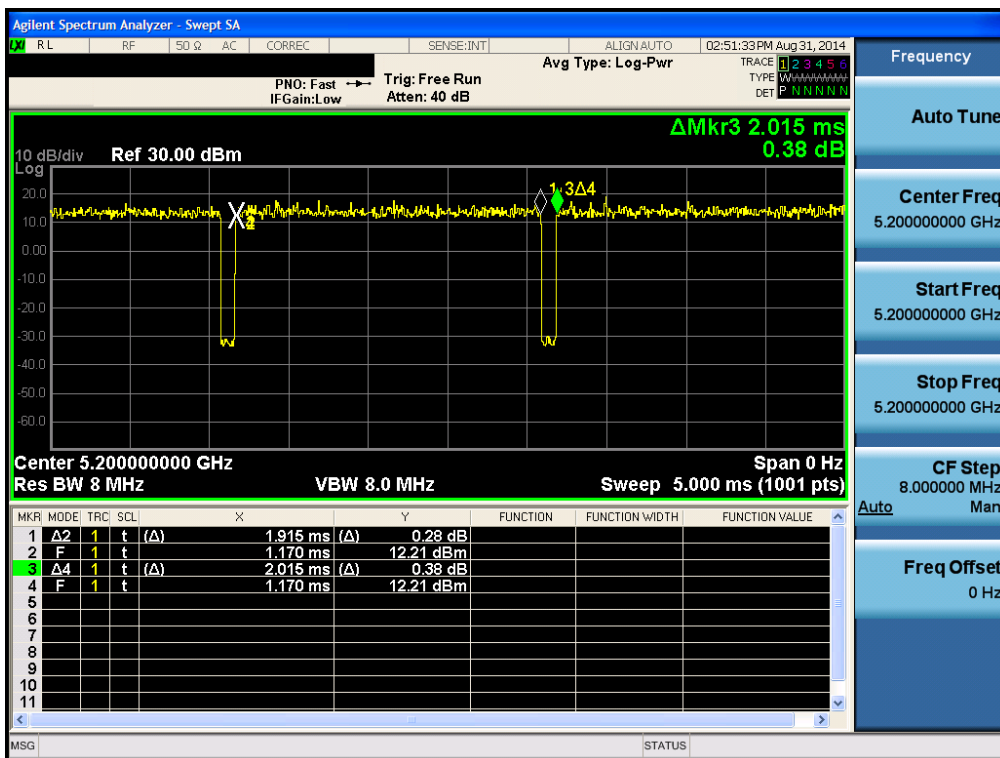 Agilent Spectrum Analyzer - Swept SA
LXI RL RF 50 Ω AC CORREC SENSE:INT ALIGNAUTO 02:51:33 PM Aug 31, 2014
PNO: Fast
IFGain:Low
Trig: Free Run
Atten: 40 dB
Avg Type: Log-Pwr
TRACE 1 2 3 4 5 6
TYPE
DET P N N N N N
ΔMkr3 2.015 ms
0.38 dB
10 dB/div Ref 30.00 dBm
Log
20.0
10.0
0.00
-10.0
-20.0
-30.0
-40.0
-50.0
-60.0
3Δ4
Center 5.200000000 GHz Span 0 Hz
Res BW 8 MHz VBW 8.0 MHz Sweep 5.000 ms (1001 pts)
MKR MODE TRC SCL X Y FUNCTION FUNCTION WIDTH FUNCTION VALUE
1 Δ2 1 t (Δ) 1.915 ms (Δ) 0.28 dB
2 F 1 t 1.170 ms 12.21 dBm
3 Δ4 1 t (Δ) 2.015 ms (Δ) 0.38 dB
4 F 1 t 1.170 ms 12.21 dBm
5
6
7
8
9
10
11
MSG STATUS
Frequency
Auto Tune
Center Freq
5.200000000 GHz
Start Freq
5.200000000 GHz
Stop Freq
5.200000000 GHz
CF Step
8.000000 MHz
Auto Man
Freq Offset
0 Hz